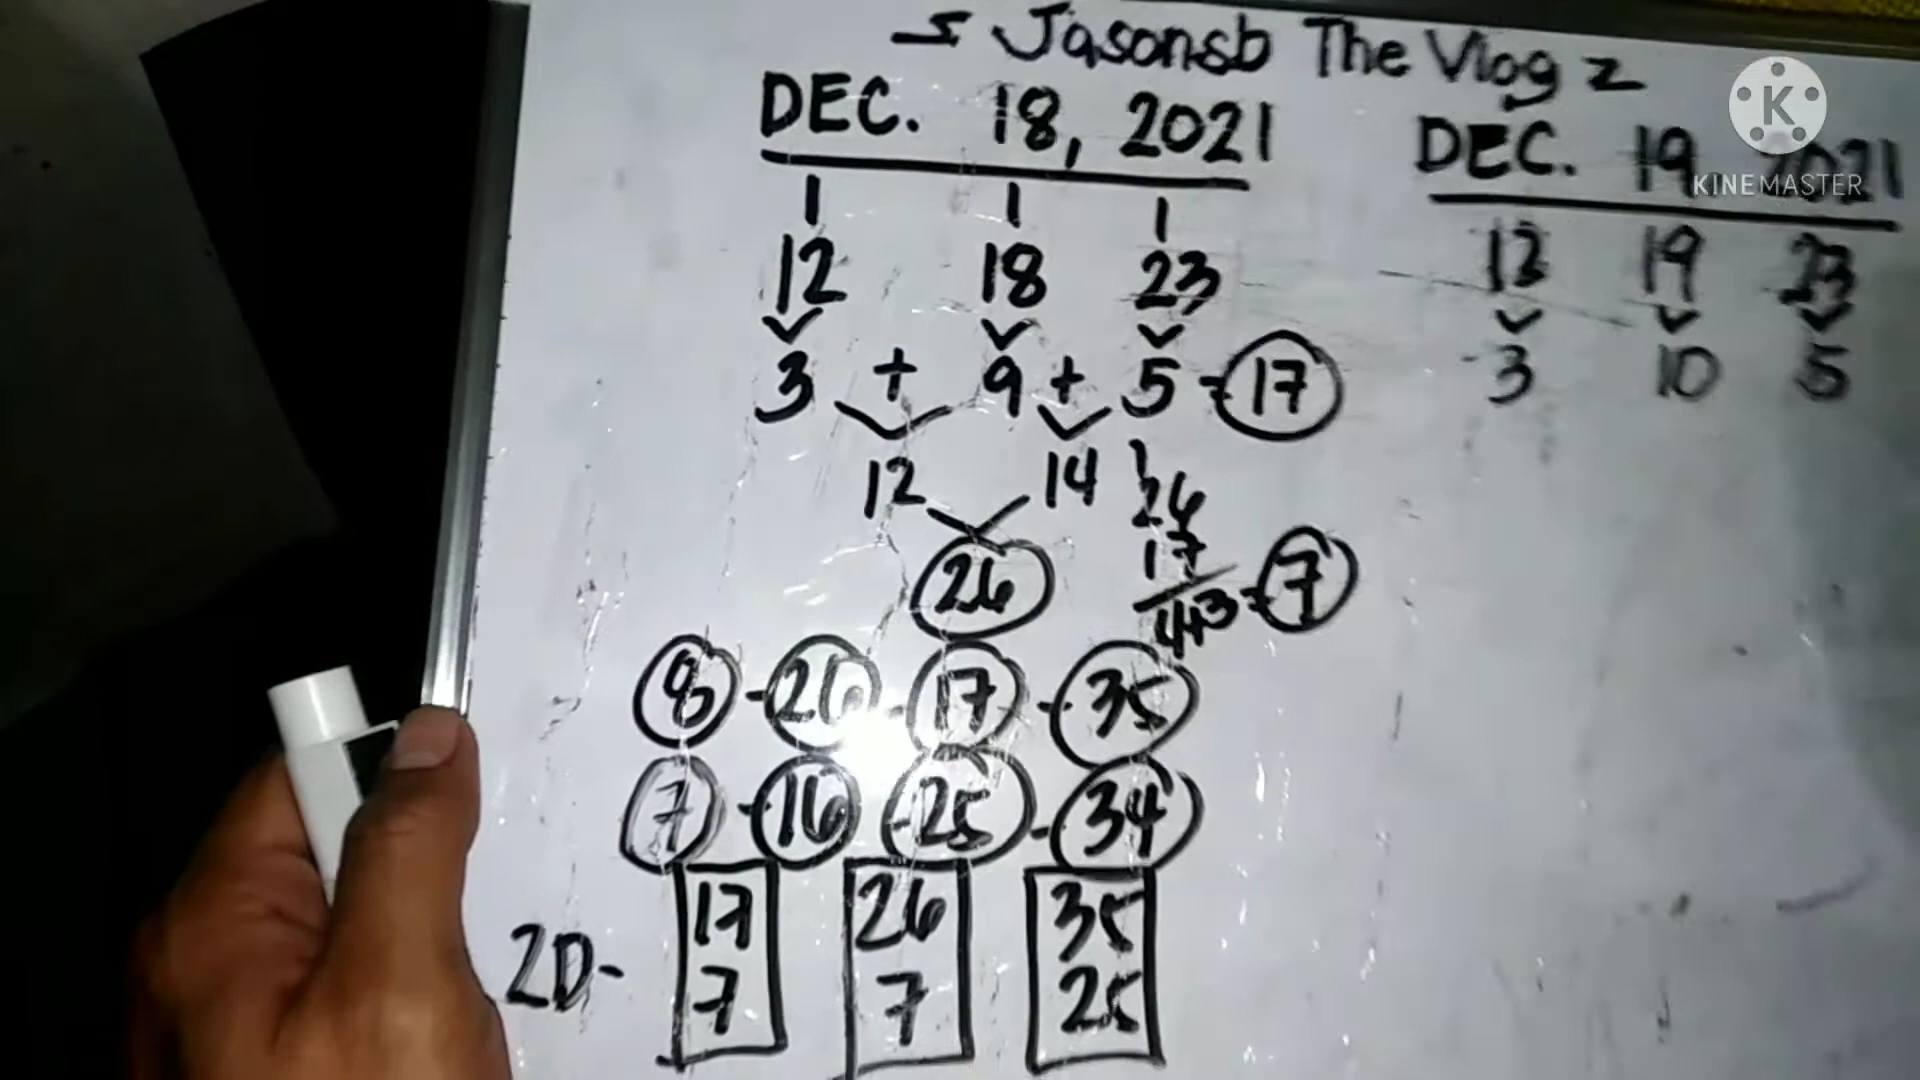 Jasonsb The Vlog 2
DEC. 18, 2021
12 18 23
3 + 9 + 5 = 17
12 14
26
1
26
17
43 = 7
8 - 26 - 17 - 35
7 - 16 - 25 - 34
2D- 17 26 35
7 7 25
DEC. 19 2021
12 19 23
3 10 5
K
KINEMASTER